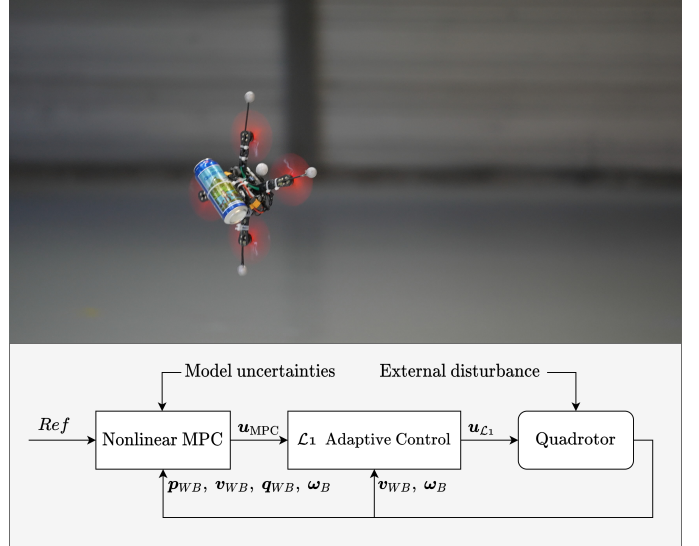 Model uncertainties External disturbance
Ref Nonlinear MPC u_MPC ℒ1 Adaptive Control u_ℒ1 Quadrotor
p_WB, v_WB, q_WB, ω_B v_WB, ω_B